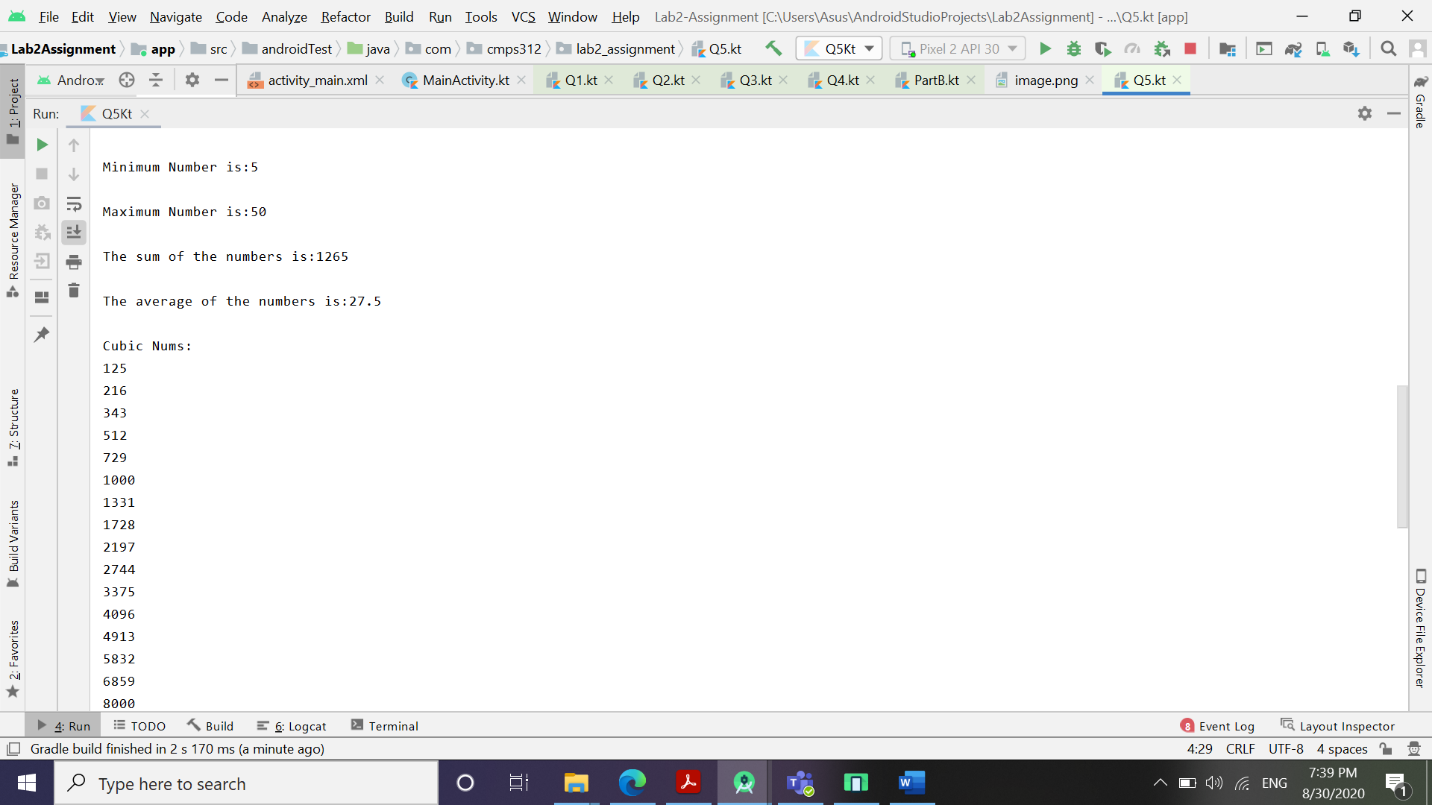 File Edit View Navigate Code Analyze Refactor Build Run Tools VCS Window Help Lab2-Assignment [C:\Users\Asus\AndroidStudioProjects\Lab2Assignment] - ...\Q5.kt [app]
Lab2Assignment app src androidTest java com cmps312 lab2_assignment Q5.kt Q5Kt Pixel 2 API 30
Andro activity_main.xml MainActivity.kt Q1.kt Q2.kt Q3.kt Q4.kt PartB.kt image.png Q5.kt
Run: Q5Kt
1: Project
Resource Manager
7: Structure
Build Variants
2: Favorites
Minimum Number is:5
Maximum Number is:50
The sum of the numbers is:1265
The average of the numbers is:27.5
Cubic Nums:
125
216
343
512
729
1000
1331
1728
2197
2744
3375
4096
4913
5832
6859
8000
Gradle
Device File Explorer
4: Run TODO Build 6: Logcat Terminal 8 Event Log Layout Inspector
Gradle build finished in 2 s 170 ms (a minute ago) 4:29 CRLF UTF-8 4 spaces
Type here to search ENG 7:39 PM
8/30/2020 1